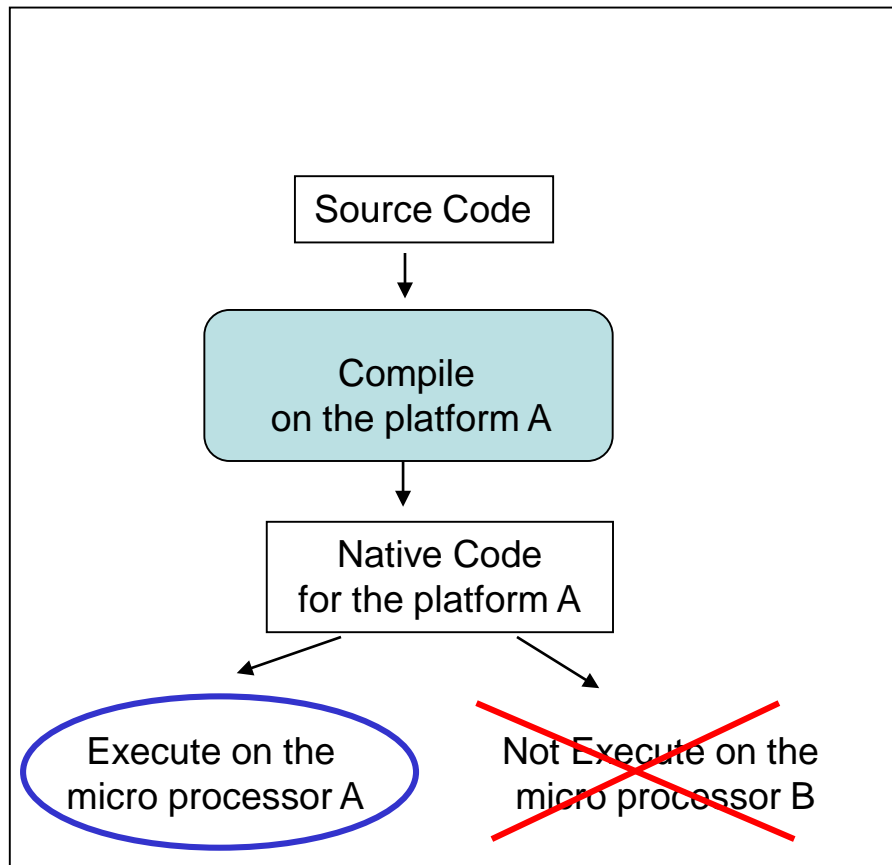 Source Code
Compile
on the platform A
Native Code
for the platform A
Execute on the
micro processor A
Not Execute on the
micro processor B